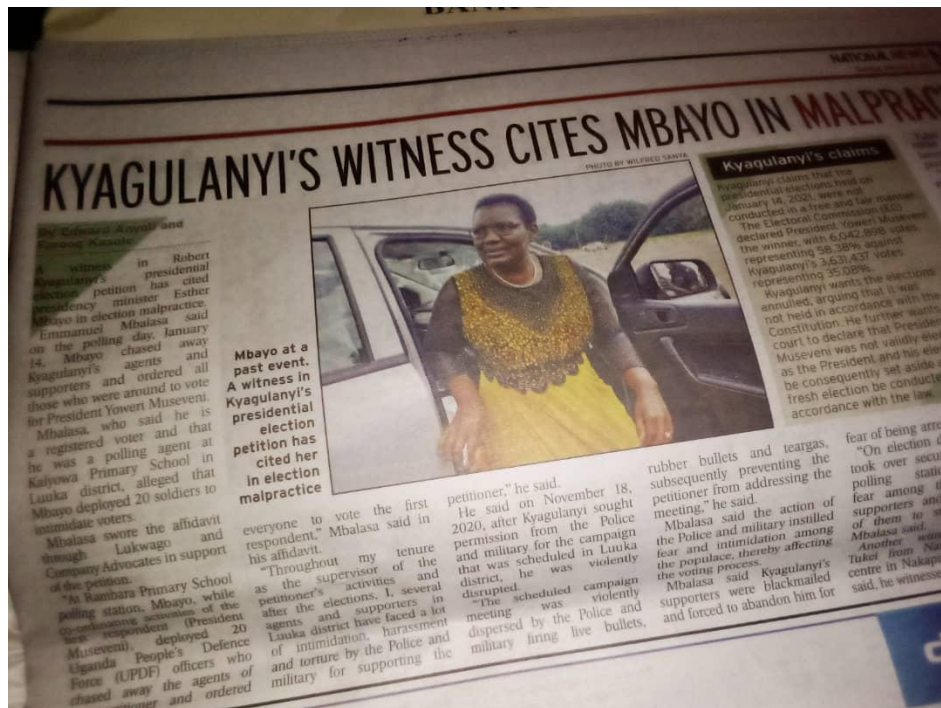 NATIONAL NEWS
KYAGULANYI'S WITNESS CITES MBAYO IN MALPRAC
PHOTO BY WILFRED SANYA
By Edward Anyoli and
Kasule
A witness in Robert
Kyagulanyi's presidential
election petition has cited
presidency minister Esther
Mbayo in election malpractice.
Emmanuel Mbalasa said
on the polling day, January
14, Mbayo chased away
Kyagulanyi's agents and
supporters and ordered all
those who were around to vote
for President Yoweri Museveni.
Mbalasa, who said he is
a registered voter and that
he was a polling agent at
Kalyowa Primary School in
Luuka district, alleged that
Mbayo deployed 20 soldiers to
intimidate voters.
Mbalasa swore the affidavit
through Lukwago and
Company Advocates in support
of the petition.
At Rambara Primary School
polling station, Mbayo, while
co-ordinating activities of the
first respondent (President
Museveni), deployed 20
Uganda People's Defence
Force (UPDF) officers who
chased away the agents of
and ordered
Mbayo at a
past event.
A witness in
Kyagulanyi's
presidential
election
petition has
cited her
in election
malpractice
everyone to vote the first
respondent," Mbalasa said in
his affidavit.
"Throughout my tenure
as the supervisor of the
petitioner's activities and
after the elections, I, several
agents and supporters in
Luuka district have faced a lot
of intimidation, harassment
and torture by the Police and
military for supporting the
petitioner," he said.
He said on November 18,
2020, after Kyagulanyi sought
permission from the Police
and military for the campaign
that was scheduled in Luuka
district, he was violently
disrupted.
"The scheduled campaign
meeting was violently
dispersed by the Police and
military firing live bullets,
rubber bullets and teargas,
subsequently preventing the
petitioner from addressing the
meeting," he said.
Mbalasa said the action of
the Police and military instilled
fear and intimidation among
the populace, thereby affecting
the voting process.
Mbalasa said Kyagulanyi's
supporters were blackmailed
and forced to abandon him for
fear of being arre
"On election d
took over secu
polling stati
fear among t
supporters and
of them to s
Mbalasa said.
Another
Tukei from Na
centre in Nakap
said, he witnesse
Kyagulanyi's claims
Kyagulanyi claims that the
presidential elections held on
January 14, 2021, were not
conducted in a free and fair manner.
The Electoral Commission (EC)
declared President Yoweri Museveni
the winner, with 6,042,898 votes,
representing 58.38% against
Kyagulanyi's 3,631,437 votes
representing 35.08%.
Kyagulanyi wants the elections
annulled, arguing that it was
not held in accordance with the
Constitution. He further wants
court to declare that President
Museveni was not validly elec
as the President and his elec
be consequently set aside a
fresh election be conducte
accordance with the law.